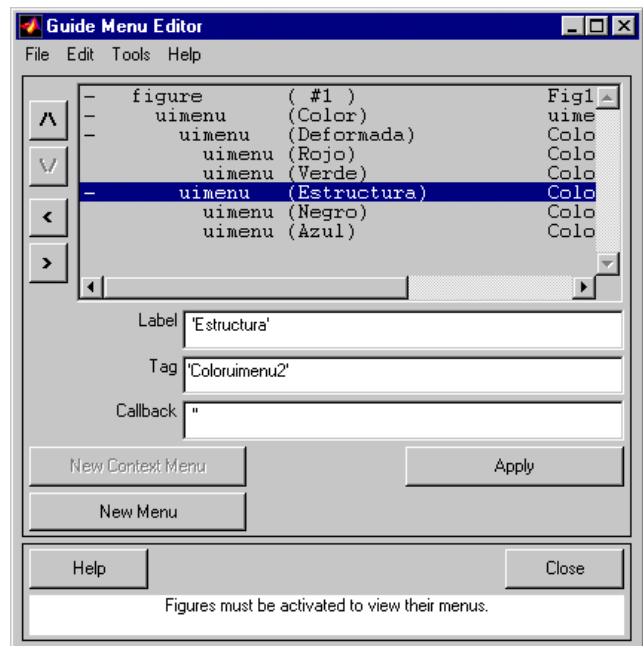 Guide Menu Editor
File Edit Tools Help
– figure ( #1 ) Fig1
– uimenu (Color) uime
– uimenu (Deformada) Colo
uimenu (Rojo) Colo
uimenu (Verde) Colo
– uimenu (Estructura) Colo
uimenu (Negro) Colo
uimenu (Azul) Colo
Label 'Estructura'
Tag 'Coloruimenu2'
Callback ''
New Context Menu Apply
New Menu
Help Close
Figures must be activated to view their menus.